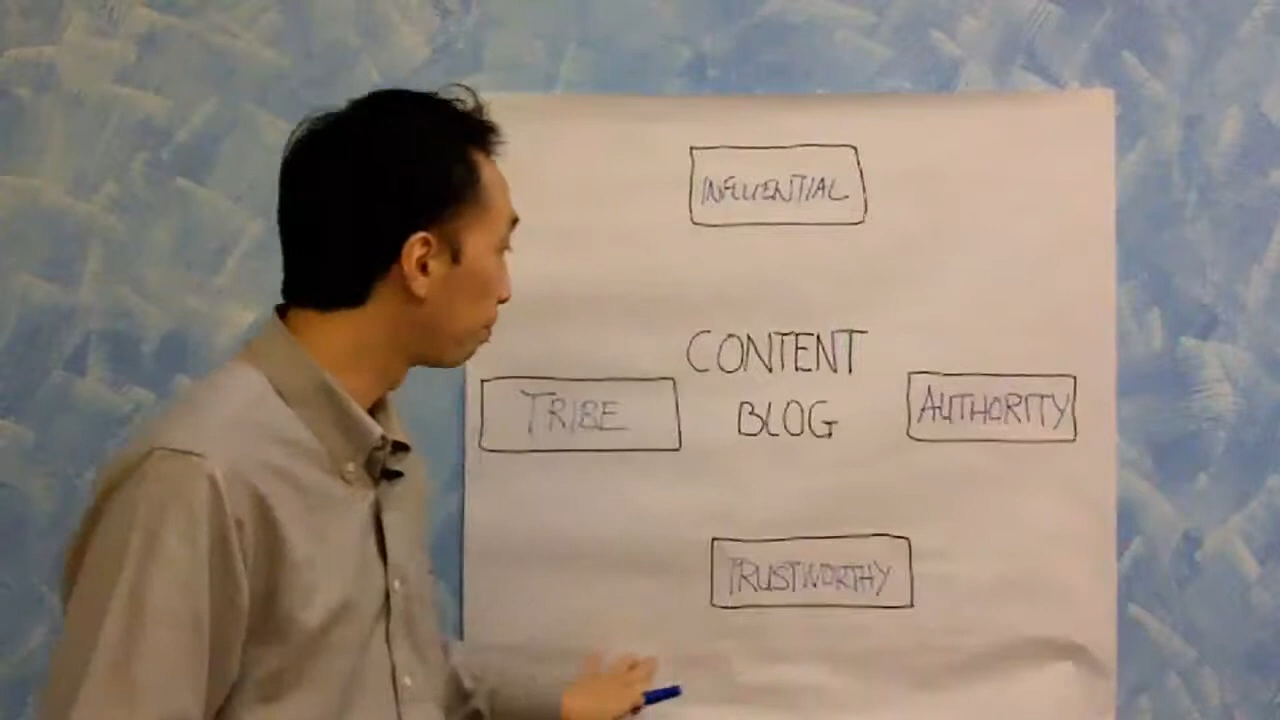 INFLUENTIAL
CONTENT
BLOG
TRIBE
AUTHORITY
TRUSTWORTHY